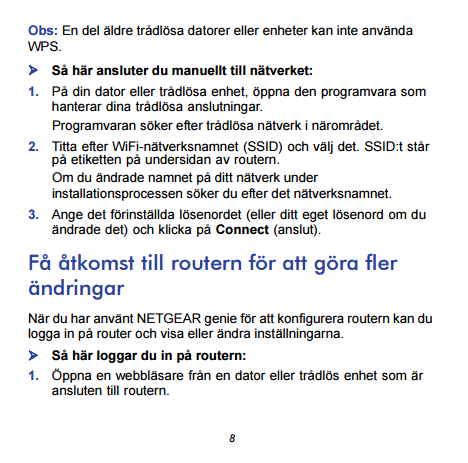 Obs: En del äldre trådlösa datorer eller enheter kan inte använda
WPS.
➤ Så här ansluter du manuellt till nätverket:
1. På din dator eller trådlösa enhet, öppna den programvara som
hanterar dina trådlösa anslutningar.
Programvaran söker efter trådlösa nätverk i närområdet.
2. Titta efter WiFi-nätverksnamnet (SSID) och välj det. SSID:t står
på etiketten på undersidan av routern.
Om du ändrade namnet på ditt nätverk under
installationsprocessen söker du efter det nätverksnamnet.
3. Ange det förinställda lösenordet (eller ditt eget lösenord om du
ändrade det) och klicka på Connect (anslut).
Få åtkomst till routern för att göra fler
ändringar
När du har använt NETGEAR genie för att konfigurera routern kan du
logga in på router och visa eller ändra inställningarna.
➤ Så här loggar du in på routern:
1. Öppna en webbläsare från en dator eller trådlös enhet som är
ansluten till routern.
8